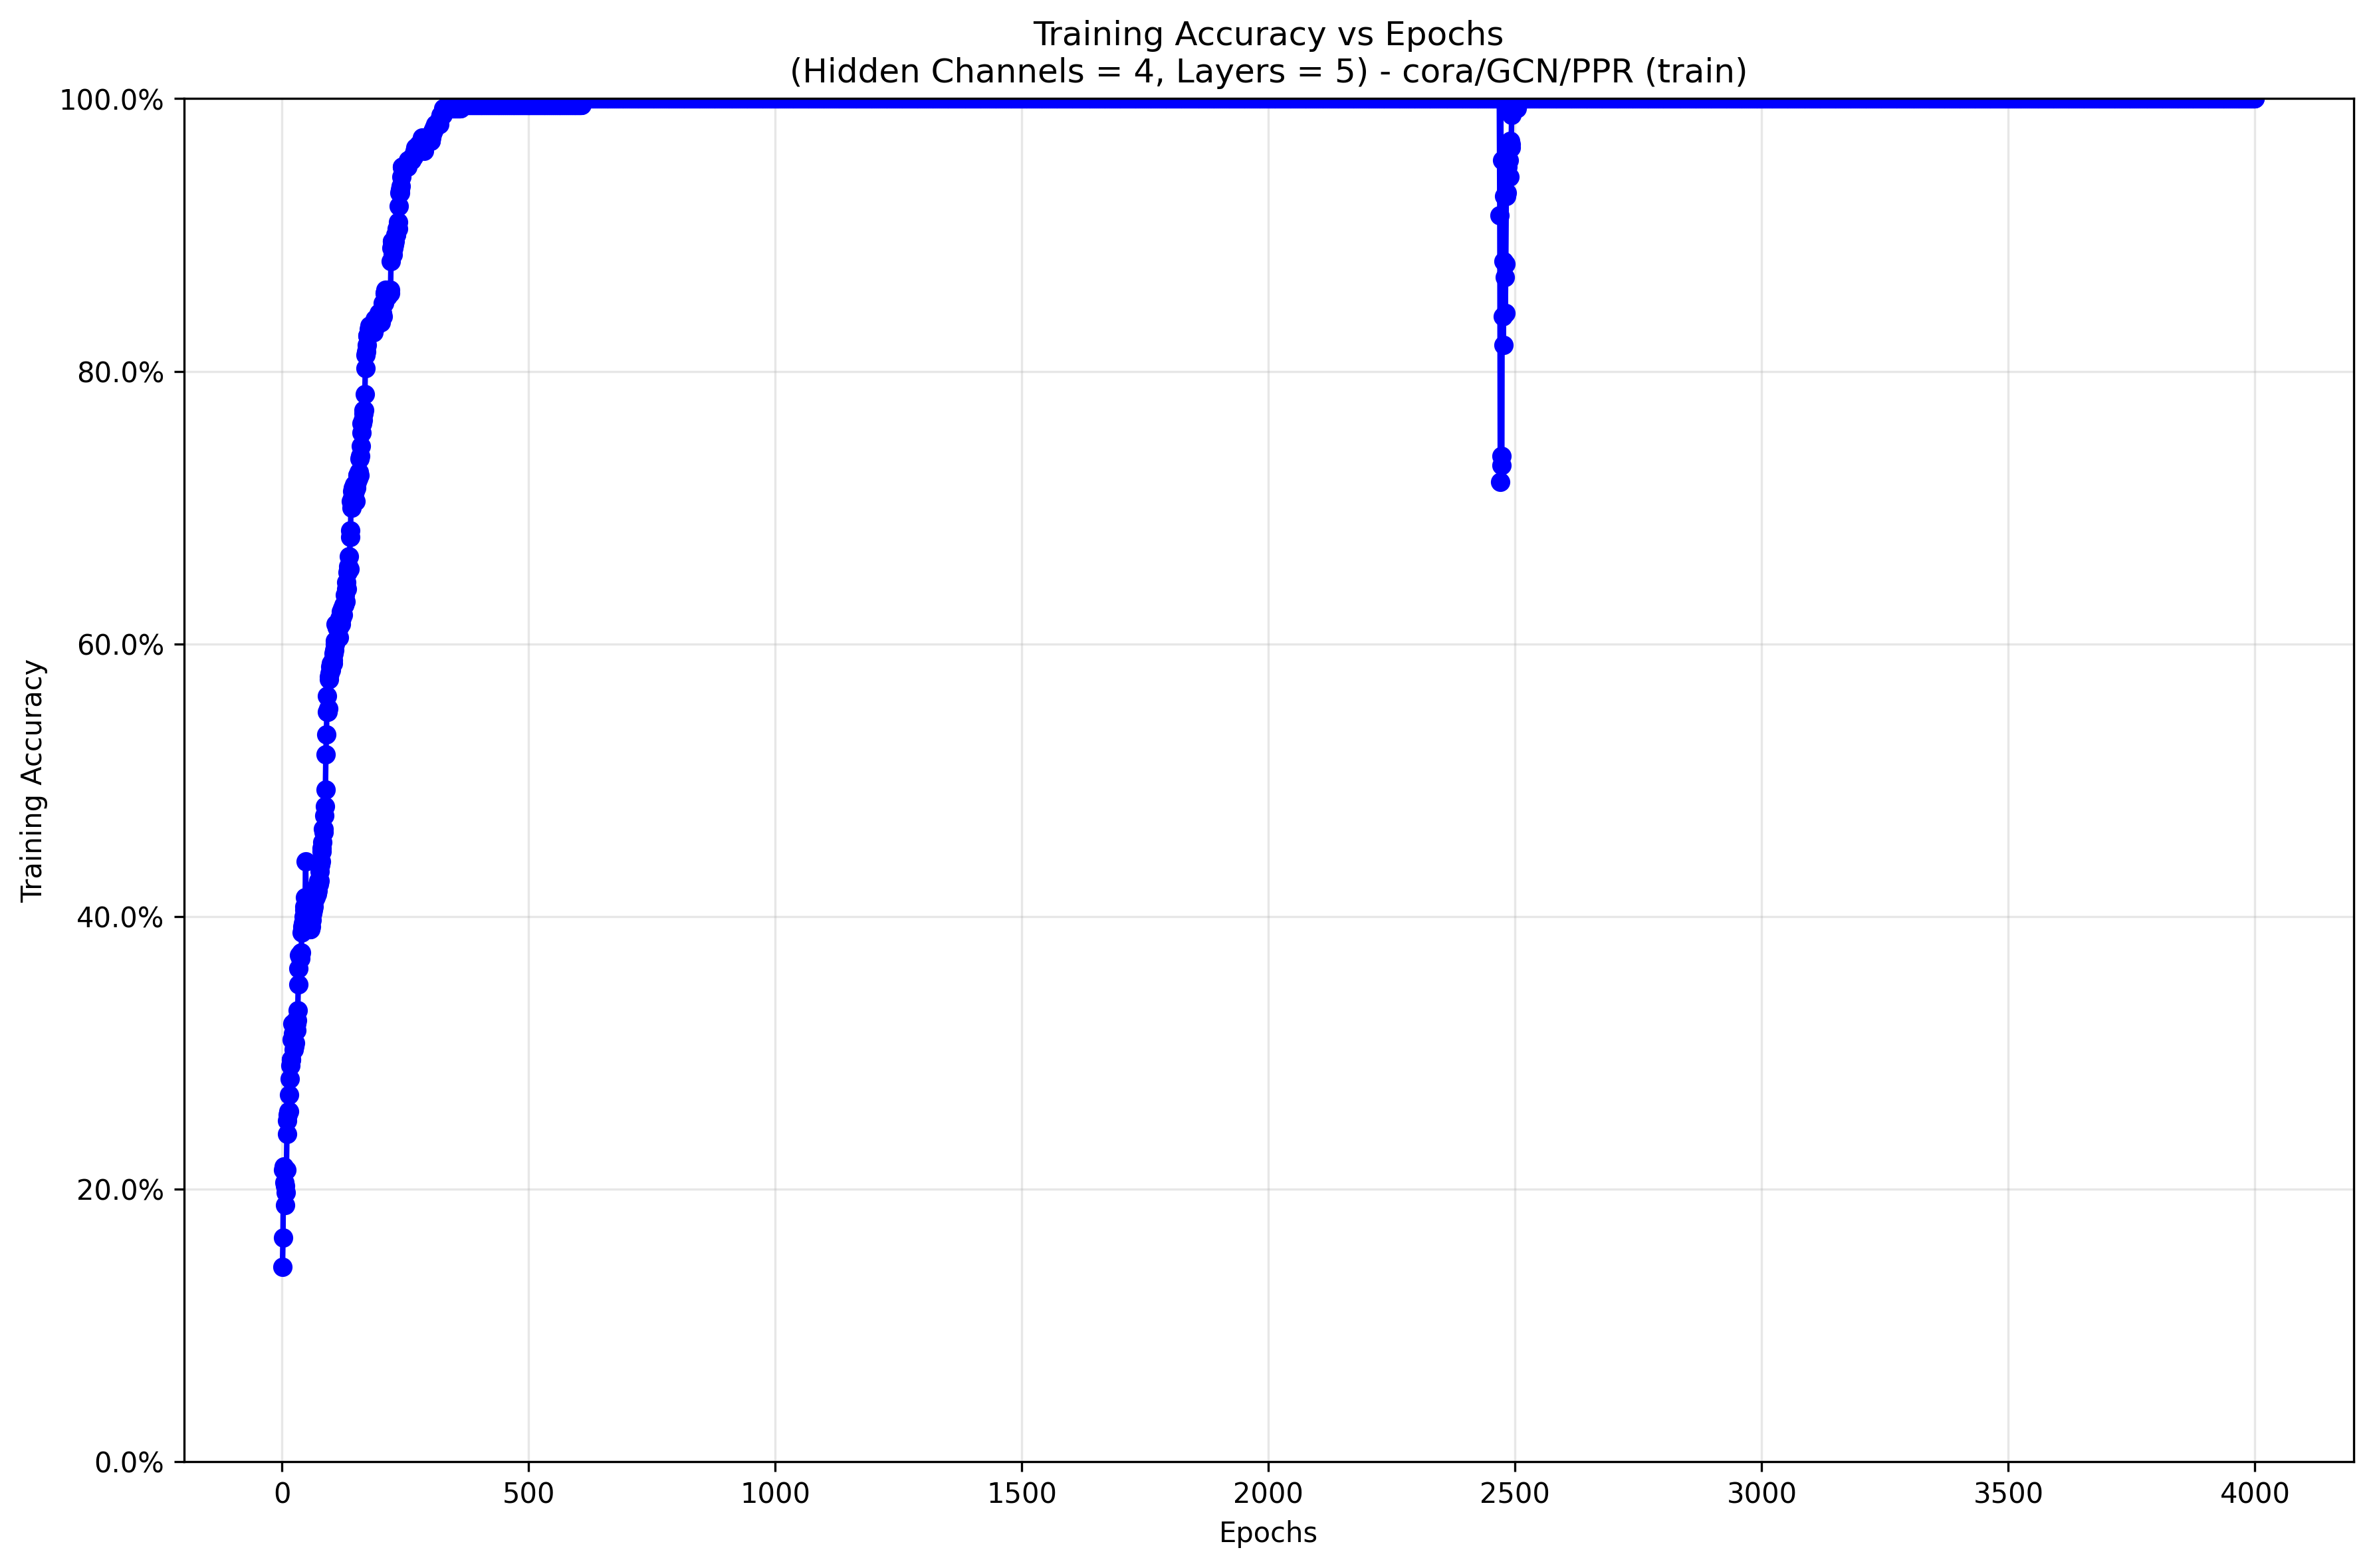 Training Accuracy vs Epochs
(Hidden Channels = 4, Layers = 5) - cora/GCN/PPR (train)
100.0%
80.0%
60.0%
40.0%
20.0%
0.0%
Training Accuracy
0 500 1000 1500 2000 2500 3000 3500 4000
Epochs